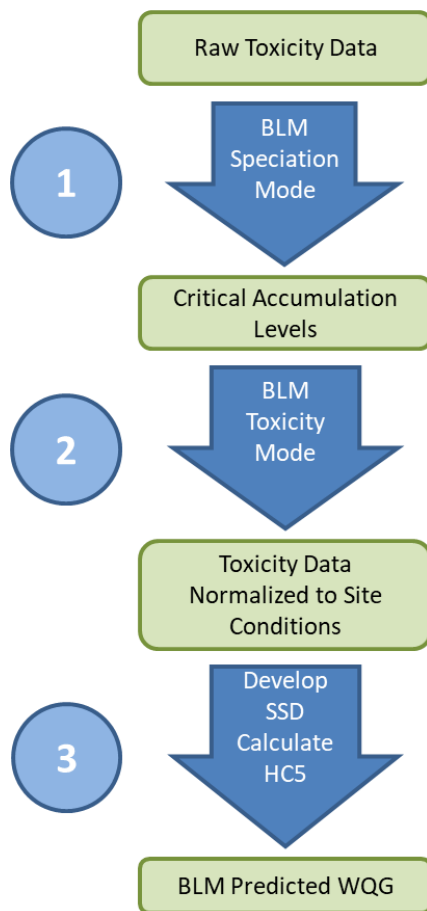 Raw Toxicity Data
BLM
Speciation
Mode
1
Critical Accumulation
Levels
BLM
Toxicity
Mode
2
Toxicity Data
Normalized to Site
Conditions
Develop
SSD
Calculate
HC5
3
BLM Predicted WQG